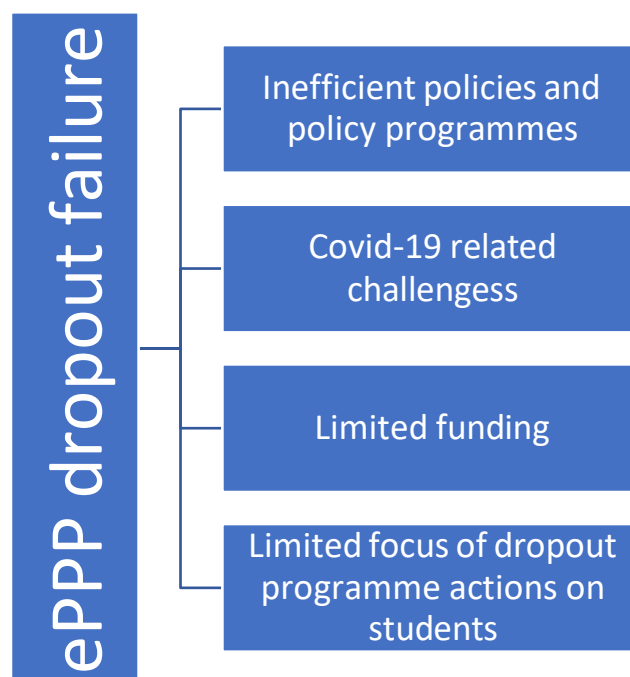 ePPP dropout failure
Inefficient policies and
policy programmes
Covid-19 related
challengess
Limited funding
Limited focus of dropout
programme actions on
students